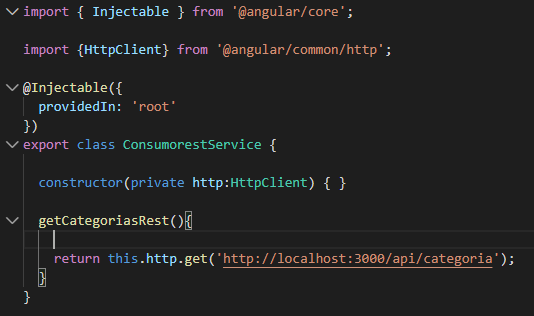 import { Injectable } from '@angular/core';
import {HttpClient} from '@angular/common/http';
@Injectable({
providedIn: 'root'
})
export class ConsumorestService {
constructor(private http:HttpClient) { }
getCategoriasRest(){
return this.http.get('http://localhost:3000/api/categoria');
}
}